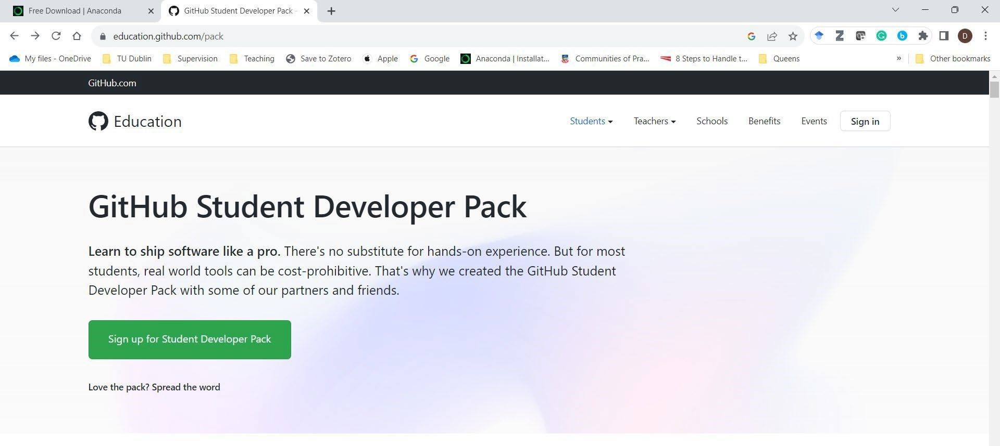 Free Download | Anaconda
GitHub Student Developer Pack -
education.github.com/pack
D
My files - OneDrive
TU Dublin
Supervision
Teaching
Save to Zotero
Apple
Google
Anaconda | Installat...
Communities of Pra...
8 Steps to Handle t...
Queens
»
Other bookmarks
GitHub.com
Education
Students
Teachers
Schools
Benefits
Events
Sign in
GitHub Student Developer Pack
Learn to ship software like a pro. There's no substitute for hands-on experience. But for most
students, real world tools can be cost-prohibitive. That's why we created the GitHub Student
Developer Pack with some of our partners and friends.
Sign up for Student Developer Pack
Love the pack? Spread the word